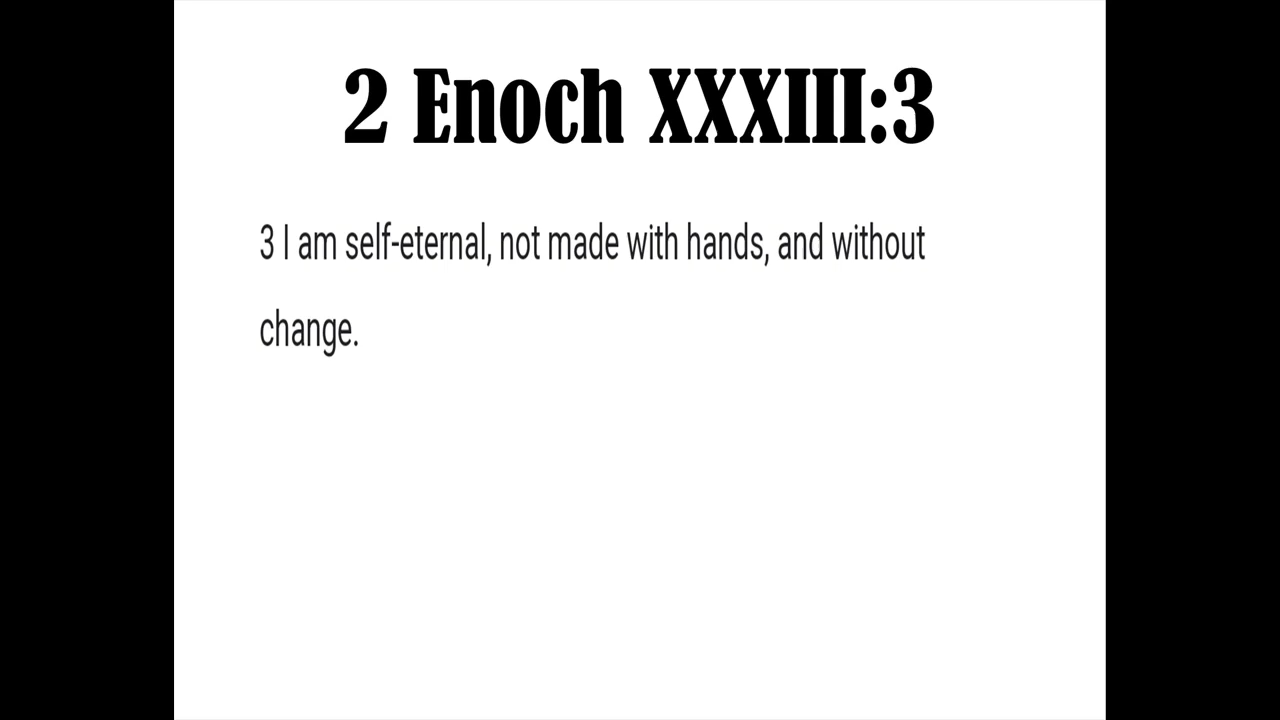 2 Enoch XXXIII:3
3 I am self-eternal, not made with hands, and without
change.